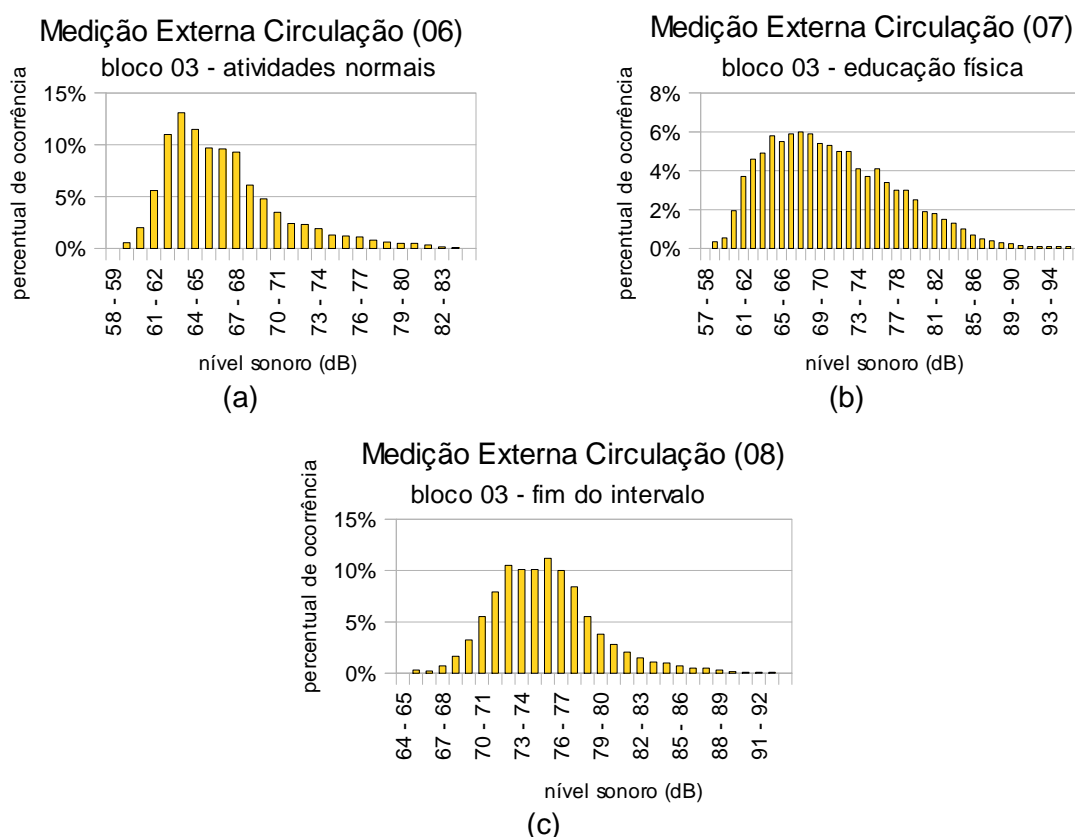 Medição Externa Circulação (06)
bloco 03 - atividades normais
percentual de ocorrência
15%
10%
5%
0%
58 - 59
61 - 62
64 - 65
67 - 68
70 - 71
73 - 74
76 - 77
79 - 80
82 - 83
nível sonoro (dB)
(a)
Medição Externa Circulação (07)
bloco 03 - educação física
percentual de ocorrência
8%
6%
4%
2%
0%
57 - 58
61 - 62
65 - 66
69 - 70
73 - 74
77 - 78
81 - 82
85 - 86
89 - 90
93 - 94
nível sonoro (dB)
(b)
Medição Externa Circulação (08)
bloco 03 - fim do intervalo
percentual de ocorrência
15%
10%
5%
0%
64 - 65
67 - 68
70 - 71
73 - 74
76 - 77
79 - 80
82 - 83
85 - 86
88 - 89
91 - 92
nível sonoro (dB)
(c)